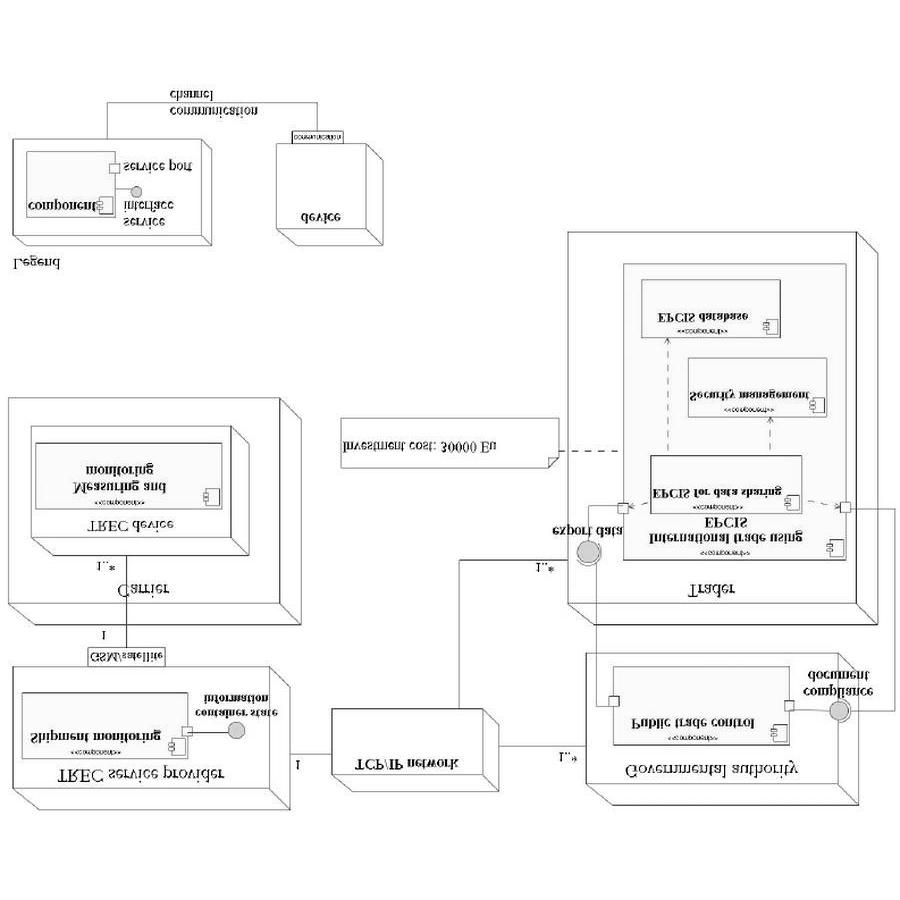 TREC service provider
<<component>>
Shipment monitoring
container state
information
GSM/satellite
1
TCP/IP network
1..*
Governmental authority
<<component>>
Public trade control
compliance
document
1
Carrier
1..*
TREC device
<<component>>
Measuring and
monitoring
Trader
1..*
<<component>>
International trade using
EPCIS
export data
<<component>>
EPCIS for data sharing
Investment cost: 30000 Eu
<<component>>
Security management
<<component>>
EPCIS database
Legend
component
service
interface
service port
device
communication
communication
channel